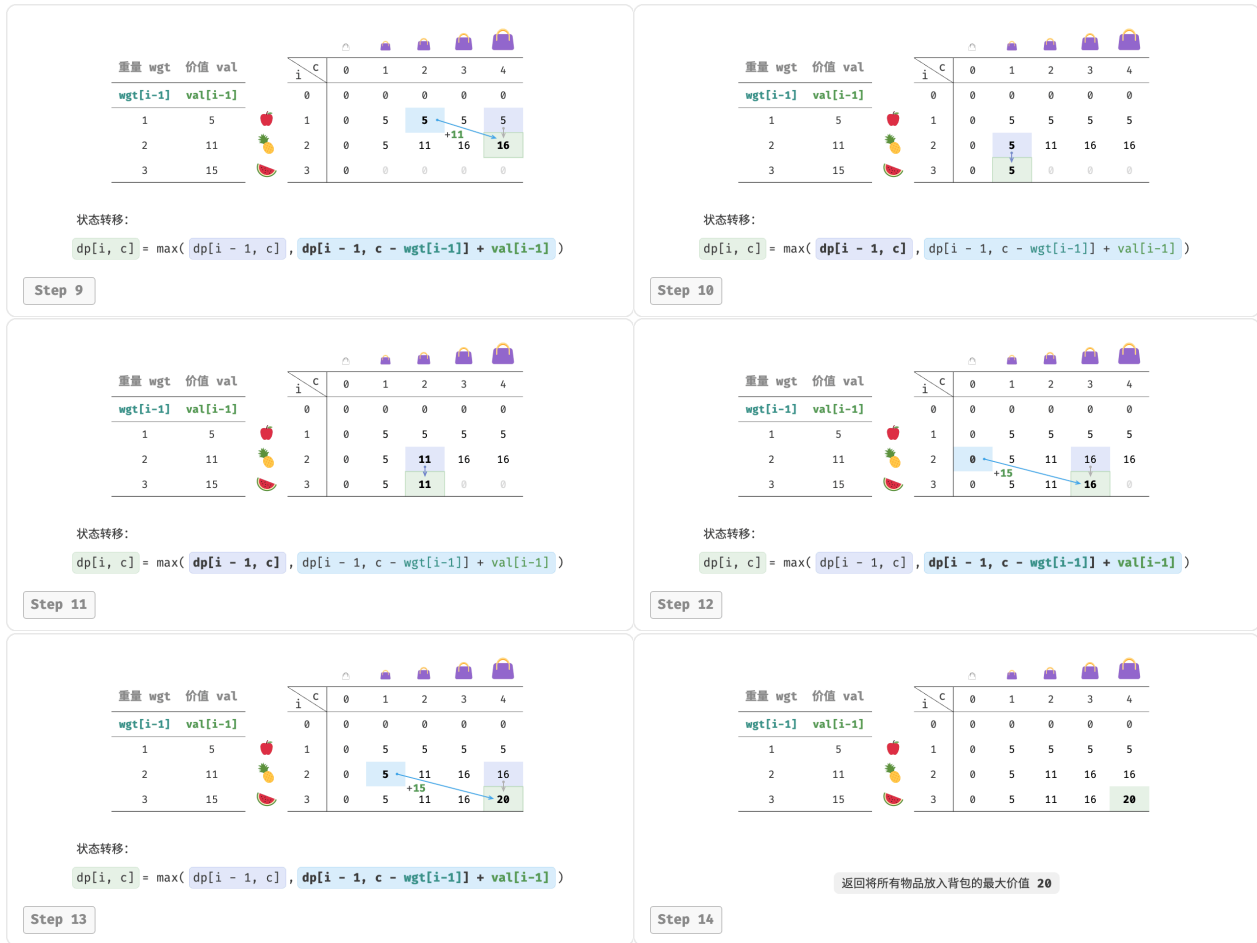 重量 wgt 价值 val i C 0 1 2 3 4
wgt[i-1] val[i-1] 0 0 0 0 0 0
1 5 1 0 5 5 5 5
+11
2 11 2 0 5 11 16 16
3 15 3 0 0 0 0 0
状态转移：
dp[i, c] = max( dp[i - 1, c] , dp[i - 1, c - wgt[i-1]] + val[i-1] )
Step 9
重量 wgt 价值 val i C 0 1 2 3 4
wgt[i-1] val[i-1] 0 0 0 0 0 0
1 5 1 0 5 5 5 5
2 11 2 0 5 11 16 16
3 15 3 0 5 0 0 0
状态转移：
dp[i, c] = max( dp[i - 1, c] , dp[i - 1, c - wgt[i-1]] + val[i-1] )
Step 10
重量 wgt 价值 val i C 0 1 2 3 4
wgt[i-1] val[i-1] 0 0 0 0 0 0
1 5 1 0 5 5 5 5
2 11 2 0 5 11 16 16
3 15 3 0 5 11 0 0
状态转移：
dp[i, c] = max( dp[i - 1, c] , dp[i - 1, c - wgt[i-1]] + val[i-1] )
Step 11
重量 wgt 价值 val i C 0 1 2 3 4
wgt[i-1] val[i-1] 0 0 0 0 0 0
1 5 1 0 5 5 5 5
2 11 2 0 5 11 16 16
+15
3 15 3 0 5 11 16 0
状态转移：
dp[i, c] = max( dp[i - 1, c] , dp[i - 1, c - wgt[i-1]] + val[i-1] )
Step 12
重量 wgt 价值 val i C 0 1 2 3 4
wgt[i-1] val[i-1] 0 0 0 0 0 0
1 5 1 0 5 5 5 5
2 11 2 0 5 11 16 16
+15
3 15 3 0 5 11 16 20
状态转移：
dp[i, c] = max( dp[i - 1, c] , dp[i - 1, c - wgt[i-1]] + val[i-1] )
Step 13
重量 wgt 价值 val i C 0 1 2 3 4
wgt[i-1] val[i-1] 0 0 0 0 0 0
1 5 1 0 5 5 5 5
2 11 2 0 5 11 16 16
3 15 3 0 5 11 16 20
返回将所有物品放入背包的最大价值 20
Step 14